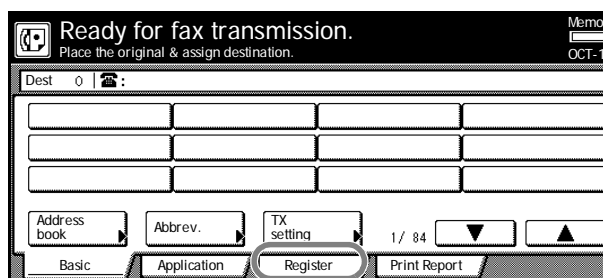 Ready for fax transmission.
Place the original & assign destination.
Memo
OCT-1
Dest 0 ☎:
Address book
Abbrev.
TX setting
1/ 84 ▼ ▲
Basic Application Register Print Report